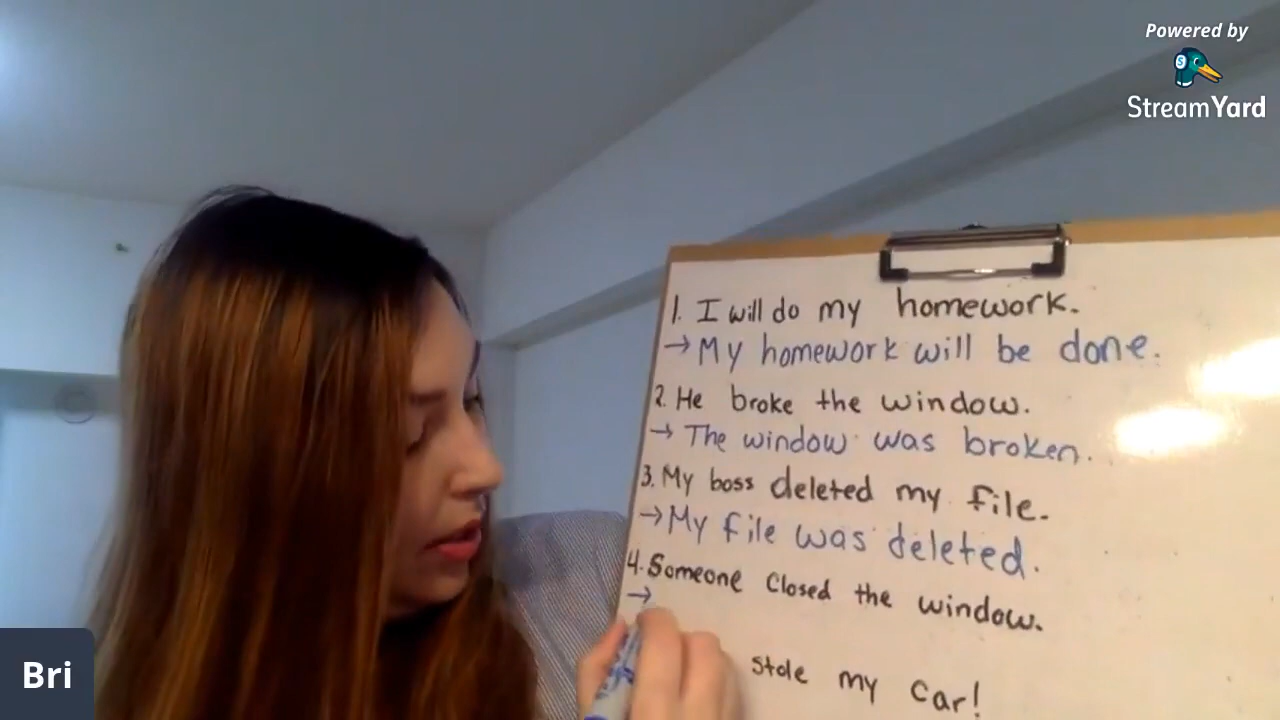 Powered by
StreamYard
1. I will do my homework.
→ My homework will be done.
2. He broke the window.
→ The window was broken.
3. My boss deleted my file.
→ My file was deleted.
4. Someone closed the window.
→
stole my car!
Bri